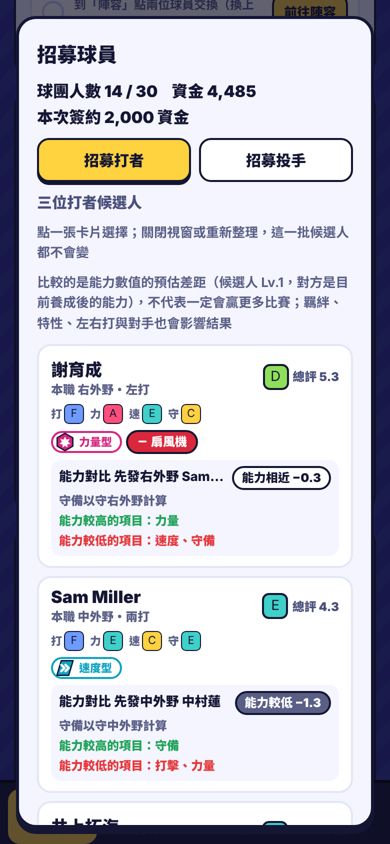 到「陣容」點兩位球員交換（換上
前往陣容
招募球員
球團人數 14 / 30 資金 4,485
本次簽約 2,000 資金
招募打者 招募投手
三位打者候選人
點一張卡片選擇；關閉視窗或重新整理，這一批候選人
都不會變
比較的是能力數值的預估差距（候選人 Lv.1，對方是目
前養成後的能力），不代表一定會贏更多比賽；羈絆、
特性、左右打與對手也會影響結果
謝育成
D 總評 5.3
本職 右外野・左打
打 F 力 A 速 E 守 C
力量型 − 扇風機
能力對比 先發右外野 Sam... 能力相近 −0.3
守備以守右外野計算
能力較高的項目：力量
能力較低的項目：速度、守備
Sam Miller
E 總評 4.3
本職 中外野・兩打
打 F 力 E 速 C 守 E
速度型
能力對比 先發中外野 中村蓮 能力較低 −1.3
守備以守中外野計算
能力較高的項目：守備
能力較低的項目：打擊、力量
井上拓海